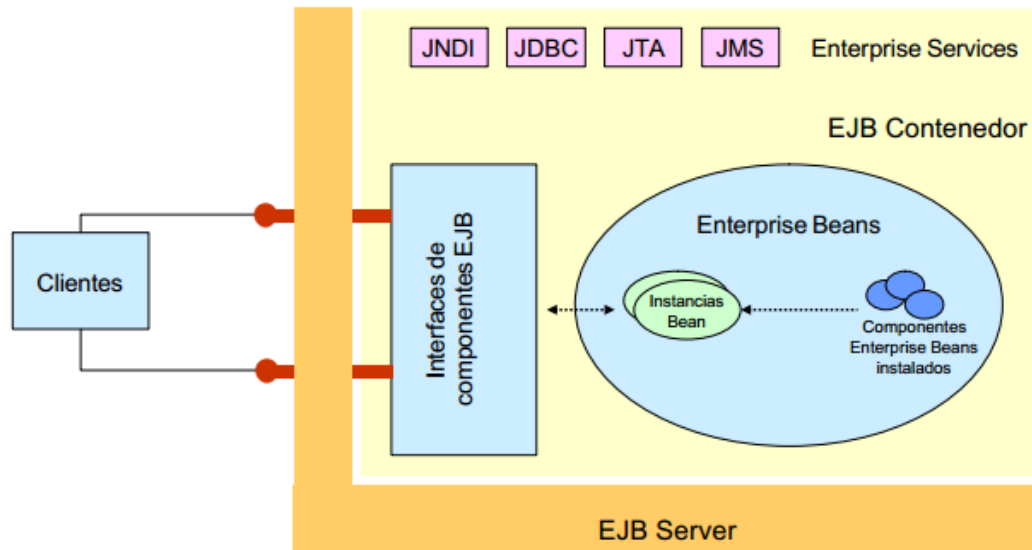 JNDI JDBC JTA JMS Enterprise Services
EJB Contenedor
Clientes
Interfaces de
componentes EJB
Enterprise Beans
Instancias
Bean
Componentes
Enterprise Beans
instalados
EJB Server